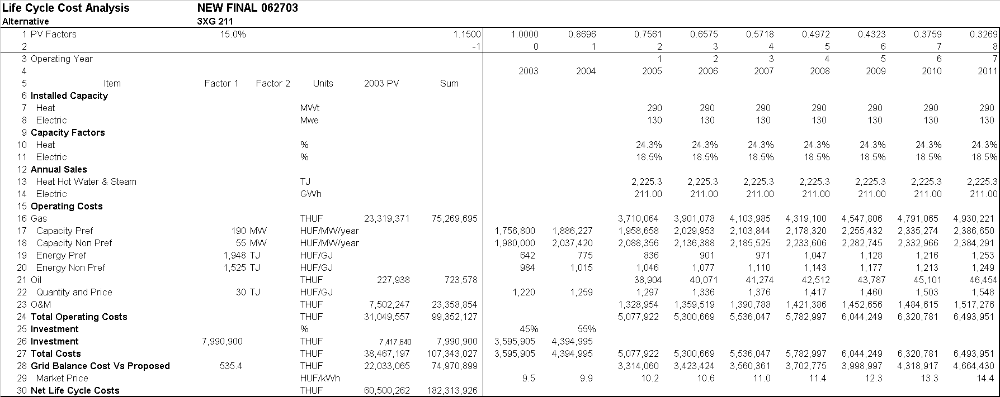 Life Cycle Cost Analysis NEW FINAL 062703
Alternative 3XG 211
1 PV Factors 15.0% 1.1500 1.0000 0.8696 0.7561 0.6575 0.5718 0.4972 0.4323 0.3759 0.3269
2 -1 0 1 2 3 4 5 6 7 8
3 Operating Year 1 2 3 4 5 6 7
4 2003 2004 2005 2006 2007 2008 2009 2010 2011
5 Item Factor 1 Factor 2 Units 2003 PV Sum
6 Installed Capacity
7 Heat MWt 290 290 290 290 290 290 290
8 Electric Mwe 130 130 130 130 130 130 130
9 Capacity Factors
10 Heat % 24.3% 24.3% 24.3% 24.3% 24.3% 24.3% 24.3%
11 Electric % 18.5% 18.5% 18.5% 18.5% 18.5% 18.5% 18.5%
12 Annual Sales
13 Heat Hot Water & Steam TJ 2,225.3 2,225.3 2,225.3 2,225.3 2,225.3 2,225.3 2,225.3
14 Electric GWh 211.00 211.00 211.00 211.00 211.00 211.00 211.00
15 Operating Costs
16 Gas THUF 23,319,371 75,269,695 3,710,064 3,901,078 4,103,985 4,319,100 4,547,806 4,791,065 4,930,221
17 Capacity Pref 190 MW HUF/MW/year 1,756,800 1,886,227 1,958,658 2,029,953 2,103,844 2,178,320 2,255,432 2,335,274 2,386,650
18 Capacity Non Pref 55 MW HUF/MW/year 1,980,000 2,037,420 2,088,356 2,136,388 2,185,525 2,233,606 2,282,745 2,332,966 2,384,291
19 Energy Pref 1,948 TJ HUF/GJ 642 775 836 901 971 1,047 1,128 1,216 1,253
20 Energy Non Pref 1,525 TJ HUF/GJ 984 1,015 1,046 1,077 1,110 1,143 1,177 1,213 1,249
21 Oil THUF 227,938 723,578 38,904 40,071 41,274 42,512 43,787 45,101 46,454
22 Quantity and Price 30 TJ HUF/GJ 1,220 1,259 1,297 1,336 1,376 1,417 1,460 1,503 1,548
23 O&M THUF 7,502,247 23,358,854 1,328,954 1,359,519 1,390,788 1,421,386 1,452,656 1,484,615 1,517,276
24 Total Operating Costs THUF 31,049,557 99,352,127 5,077,922 5,300,669 5,536,047 5,782,997 6,044,249 6,320,781 6,493,951
25 Investment % 45% 55%
26 Investment 7,990,900 THUF 7,417,640 7,990,900 3,595,905 4,394,995
27 Total Costs THUF 38,467,197 107,343,027 3,595,905 4,394,995 5,077,922 5,300,669 5,536,047 5,782,997 6,044,249 6,320,781 6,493,951
28 Grid Balance Cost Vs Proposed 535.4 THUF 22,033,065 74,970,899 3,314,060 3,423,424 3,560,361 3,702,775 3,998,997 4,318,917 4,664,430
29 Market Price HUF/kWh 9.5 9.9 10.2 10.6 11.0 11.4 12.3 13.3 14.4
30 Net Life Cycle Costs THUF 60,500,262 182,313,926